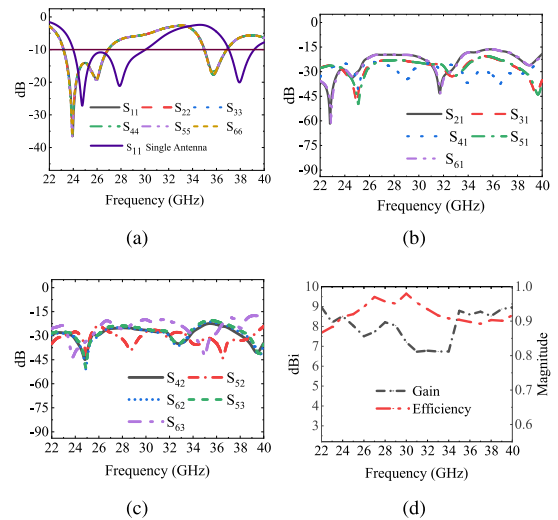 0
-10
-20
-30
-40
dB
S11 S22 S33
S44 S55 S66
S11 Single Antenna
22 24 26 28 30 32 34 36 38 40
Frequency (GHz)
(a)
-15
-30
-45
-60
-75
-90
dB
S21 S31
S41 S51
S61
22 24 26 28 30 32 34 36 38 40
Frequency (GHz)
(b)
0
-15
-30
-45
-60
-75
-90
dB
S42 S52
S62 S53
S63
22 24 26 28 30 32 34 36 38 40
Frequency (GHz)
(c)
10
9
8
7
6
5
4
3
dBi
1.0
0.9
0.8
0.7
0.6
Magnitude
Gain
Efficiency
22 24 26 28 30 32 34 36 38 40
Frequency (GHz)
(d)